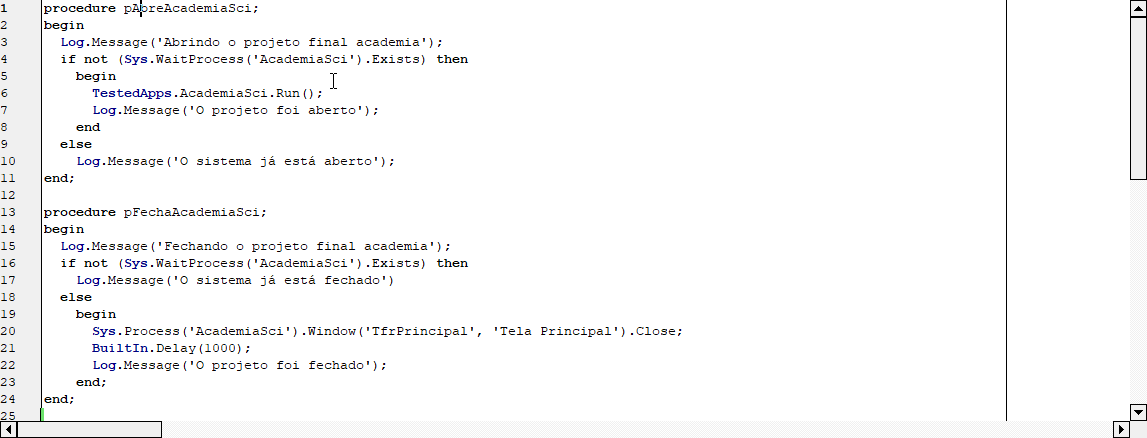 1 procedure pAbreAcademiaSci;
2 begin
3 Log.Message('Abrindo o projeto final academia');
4 if not (Sys.WaitProcess('AcademiaSci').Exists) then
5 begin
6 TestedApps.AcademiaSci.Run();
7 Log.Message('O projeto foi aberto');
8 end
9 else
10 Log.Message('O sistema já está aberto');
11 end;
12
13 procedure pFechaAcademiaSci;
14 begin
15 Log.Message('Fechando o projeto final academia');
16 if not (Sys.WaitProcess('AcademiaSci').Exists) then
17 Log.Message('O sistema já está fechado')
18 else
19 begin
20 Sys.Process('AcademiaSci').Window('TfrPrincipal', 'Tela Principal').Close;
21 BuiltIn.Delay(1000);
22 Log.Message('O projeto foi fechado');
23 end;
24 end;
25